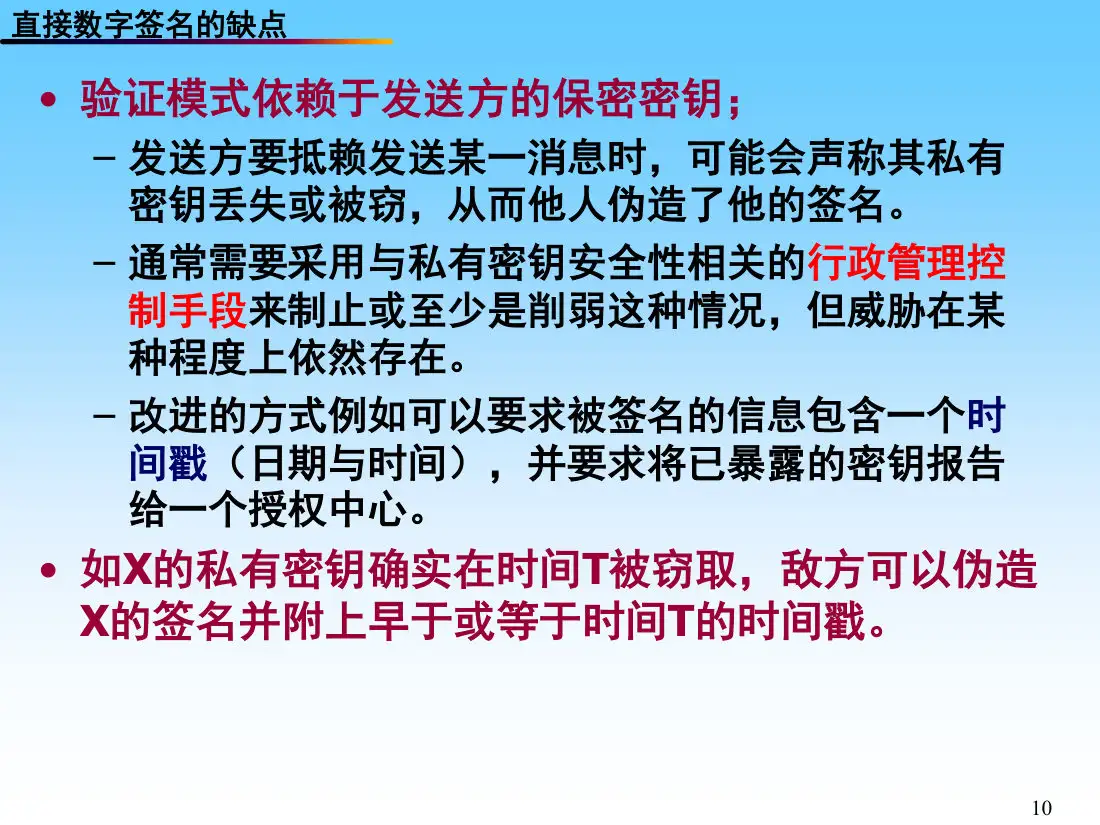 直接数字签名的缺点
• 验证模式依赖于发送方的保密密钥；
– 发送方要抵赖发送某一消息时，可能会声称其私有
密钥丢失或被窃，从而他人伪造了他的签名。
– 通常需要采用与私有密钥安全性相关的行政管理控
制手段来制止或至少是削弱这种情况，但威胁在某
种程度上依然存在。
– 改进的方式例如可以要求被签名的信息包含一个时
间戳（日期与时间），并要求将已暴露的密钥报告
给一个授权中心。
• 如X的私有密钥确实在时间T被窃取，敌方可以伪造
X的签名并附上早于或等于时间T的时间戳。
10